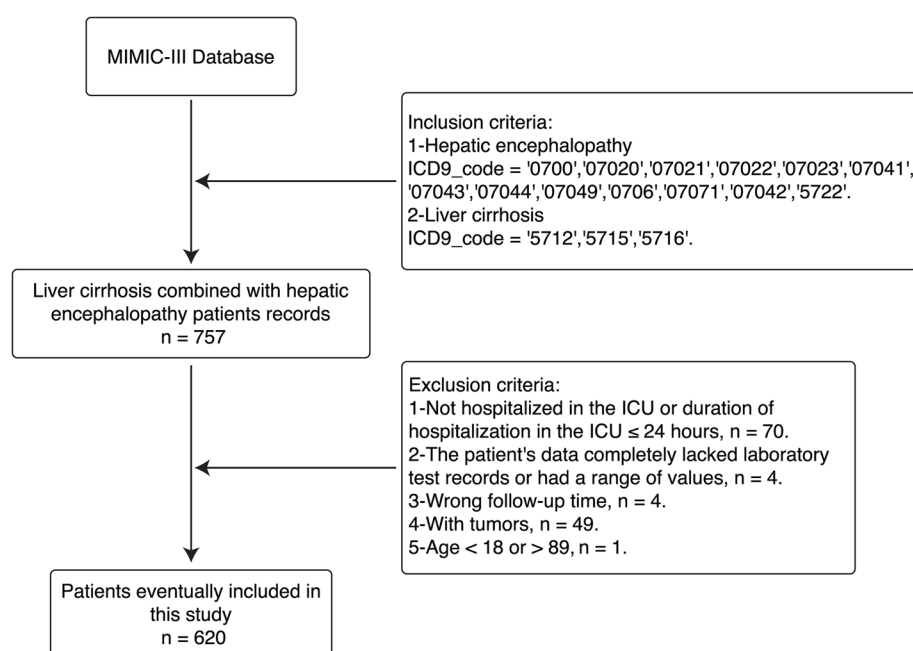 MIMIC-III Database
Inclusion criteria:
1-Hepatic encephalopathy
ICD9_code = '0700','07020','07021','07022','07023','07041',
'07043','07044','07049','0706','07071','07042','5722'.
2-Liver cirrhosis
ICD9_code = '5712','5715','5716'.
Liver cirrhosis combined with hepatic
encephalopathy patients records
n = 757
Exclusion criteria:
1-Not hospitalized in the ICU or duration of
hospitalization in the ICU ≤ 24 hours, n = 70.
2-The patient's data completely lacked laboratory
test records or had a range of values, n = 4.
3-Wrong follow-up time, n = 4.
4-With tumors, n = 49.
5-Age < 18 or > 89, n = 1.
Patients eventually included in
this study
n = 620